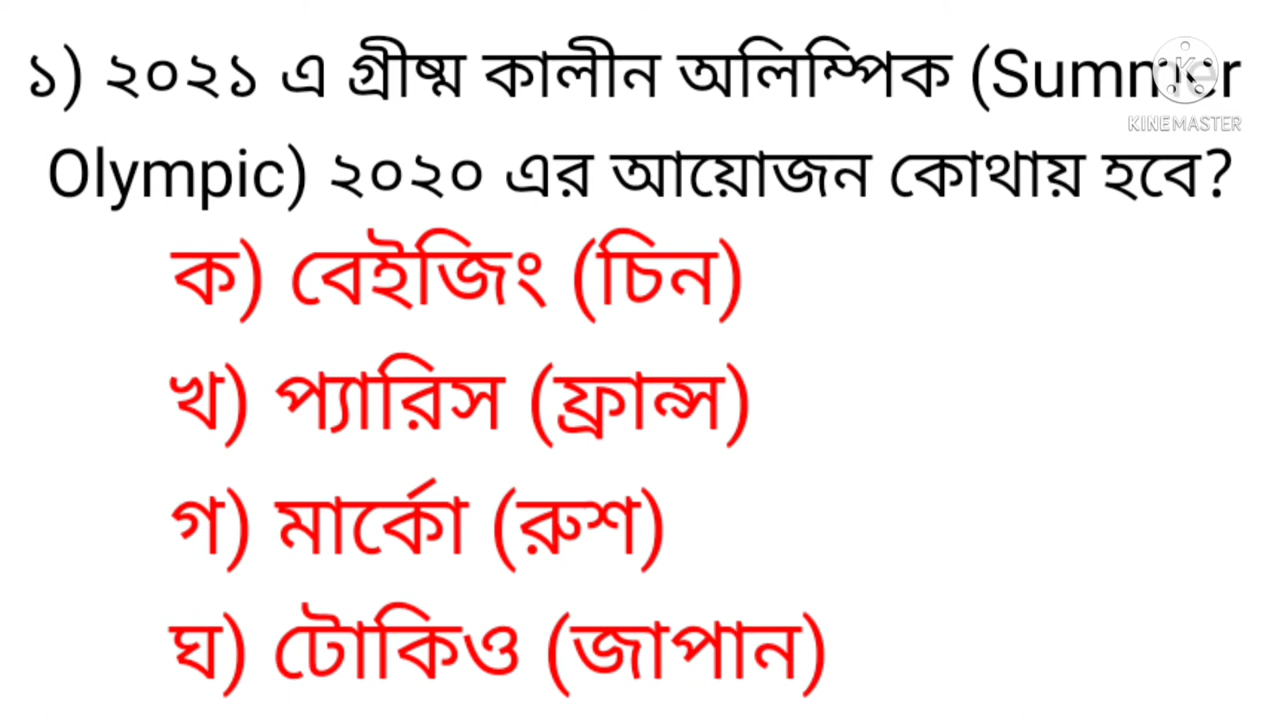 ১) ২০২১ এ গ্রীষ্ম কালীন অলিম্পিক (Summer
KINEMASTER
Olympic) ২০২০ এর আয়োজন কোথায় হবে?
ক) বেইজিং (চিন)
খ) প্যারিস (ফ্রান্স)
গ) মার্কো (রুশ)
ঘ) টোকিও (জাপান)